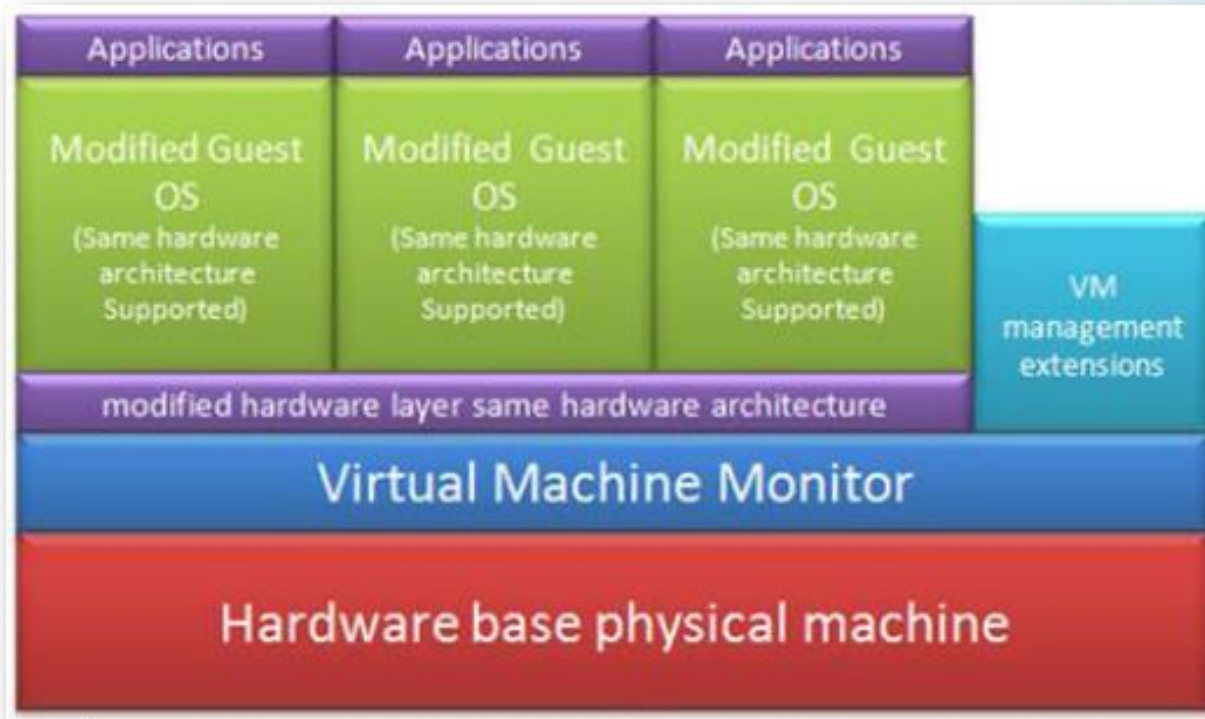 Applications
Applications
Applications
Modified Guest
OS
(Same hardware
architecture
Supported)
Modified Guest
OS
(Same hardware
architecture
Supported)
Modified Guest
OS
(Same hardware
architecture
Supported)
VM
management
extensions
modified hardware layer same hardware architecture
Virtual Machine Monitor
Hardware base physical machine